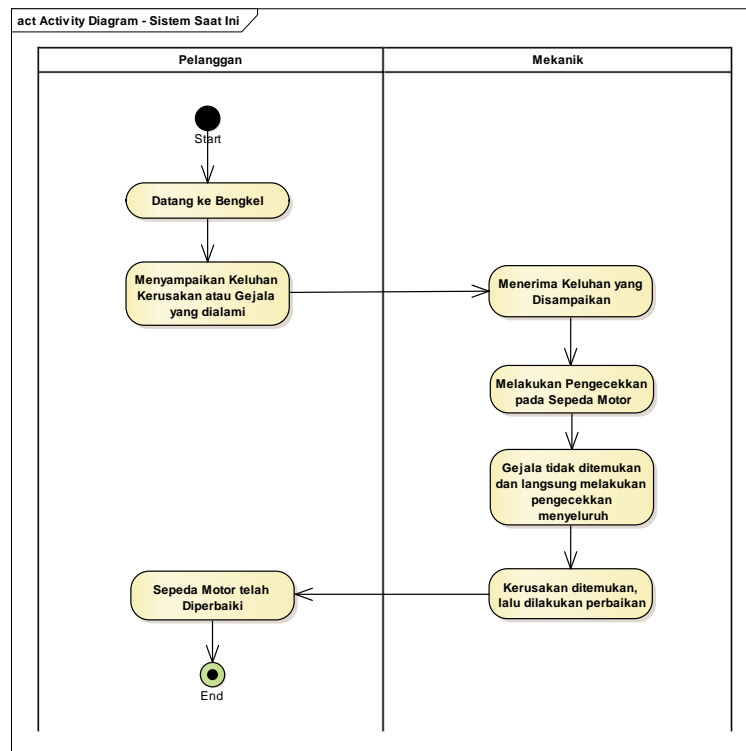 act Activity Diagram - Sistem Saat Ini
Pelanggan
Mekanik
Start
Datang ke Bengkel
Menyampaikan Keluhan
Kerusakan atau Gejala
yang dialami
Menerima Keluhan yang
Disampaikan
Melakukan Pengecekkan
pada Sepeda Motor
Gejala tidak ditemukan
dan langsung melakukan
pengecekkan
menyeluruh
Kerusakan ditemukan,
lalu dilakukan perbaikan
Sepeda Motor telah
Diperbaiki
End